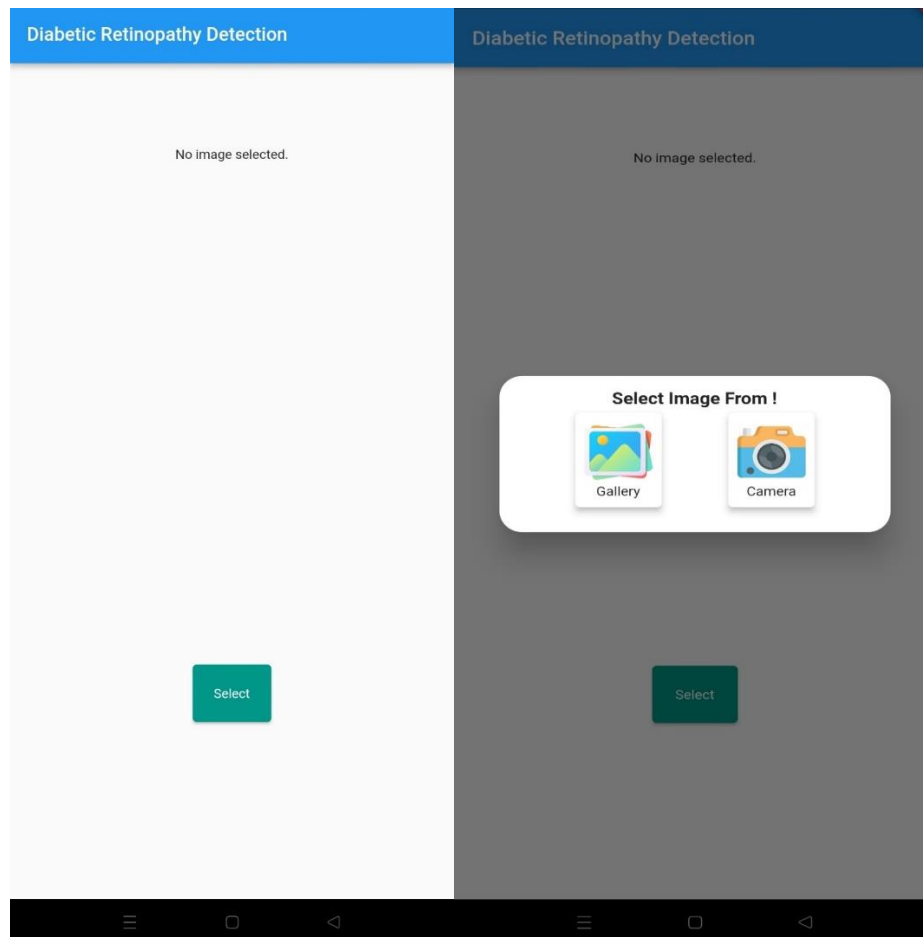 Diabetic Retinopathy Detection
No image selected.
Select
Diabetic Retinopathy Detection
No image selected.
Select Image From !
Gallery
Camera
Select